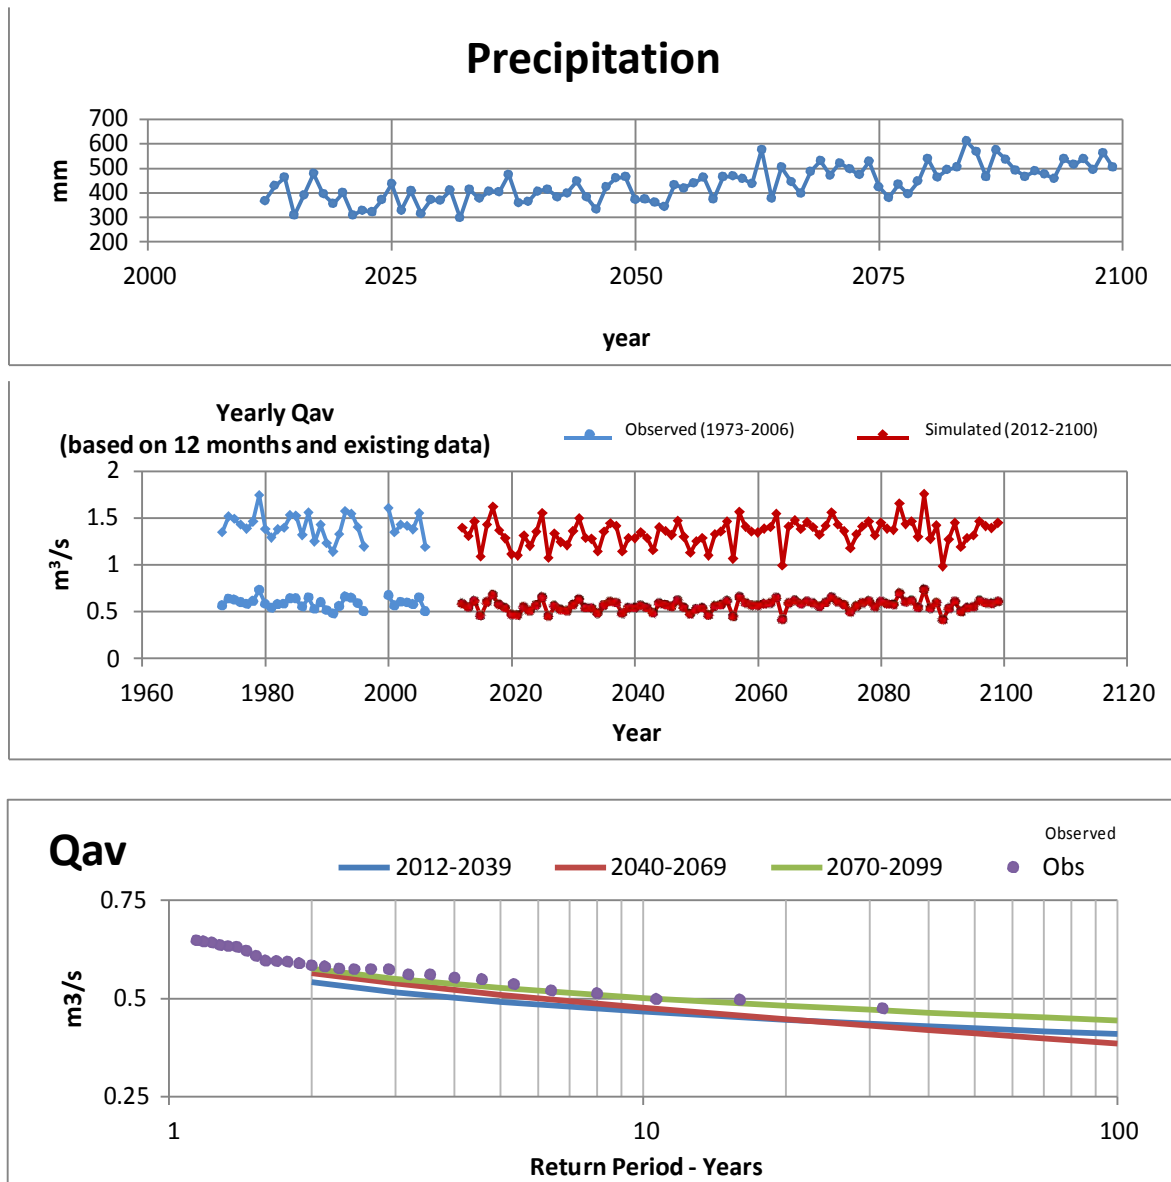 Precipitation
700
600
500
400
300
200
mm
2000 2025 2050 2075 2100
year
Yearly Qav
(based on 12 months and existing data)
Observed (1973-2006)
Simulated (2012-2100)
2
1.5
1
0.5
0
m³/s
1960 1980 2000 2020 2040 2060 2080 2100 2120
Year
Qav
Observed
2012-2039 2040-2069 2070-2099 Obs
0.75
0.5
0.25
m3/s
1 10 100
Return Period - Years